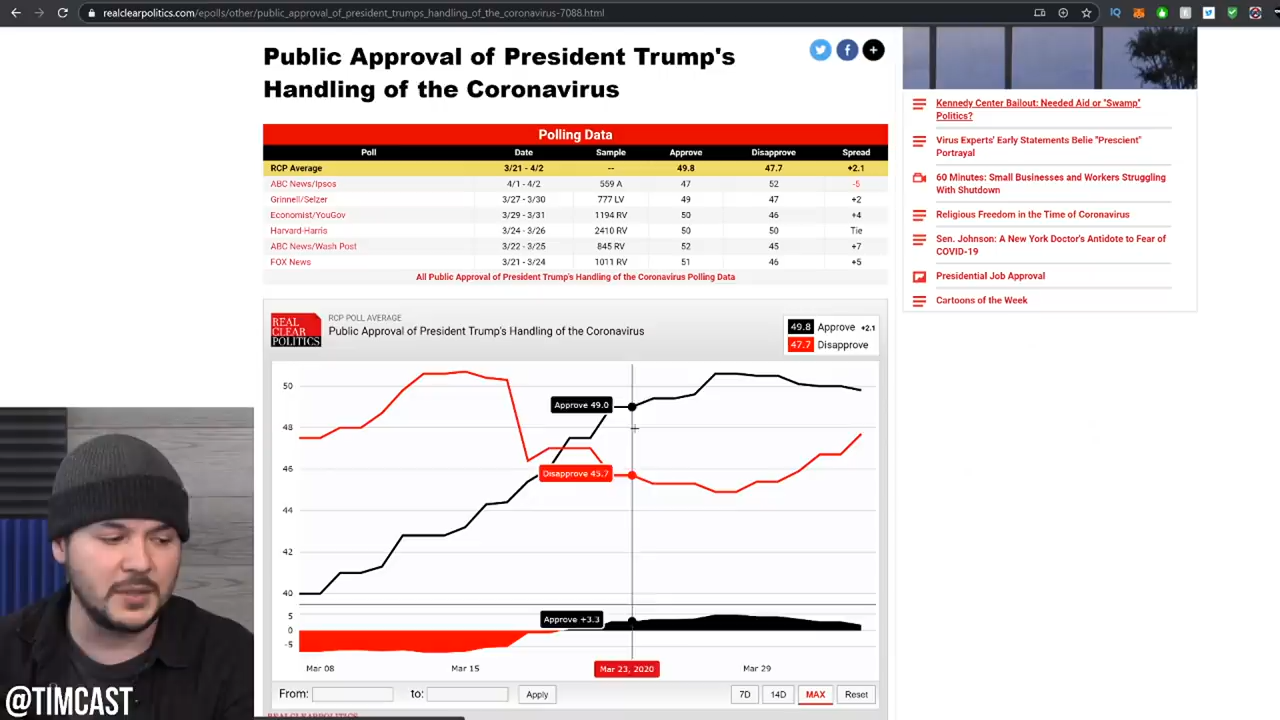 realclearpolitics.com/epolls/other/public_approval_of_president_trumps_handling_of_the_coronavirus-7088.html
Public Approval of President Trump's
Handling of the Coronavirus
Polling Data
Poll Date Sample Approve Disapprove Spread
RCP Average 3/21 - 4/2 -- 49.8 47.7 +2.1
ABC News/Ipsos 4/1 - 4/2 559 A 47 52 -5
Grinnell/Selzer 3/27 - 3/30 777 LV 49 47 +2
Economist/YouGov 3/29 - 3/31 1194 RV 50 46 +4
Harvard-Harris 3/24 - 3/26 2410 RV 50 50 Tie
ABC News/Wash Post 3/22 - 3/25 845 RV 52 45 +7
FOX News 3/21 - 3/24 1011 RV 51 46 +5
All Public Approval of President Trump's Handling of the Coronavirus Polling Data
Kennedy Center Bailout: Needed Aid or "Swamp"
Politics?
Virus Experts' Early Statements Belie "Prescient"
Portrayal
60 Minutes: Small Businesses and Workers Struggling
With Shutdown
Religious Freedom in the Time of Coronavirus
Sen. Johnson: A New York Doctor's Antidote to Fear of
COVID-19
Presidential Job Approval
Cartoons of the Week
REAL
CLEAR
POLITICS
RCP POLL AVERAGE
Public Approval of President Trump's Handling of the Coronavirus
49.8 Approve +2.1
47.7 Disapprove
50
48
46
44
42
40
5
0
-5
Approve 49.0
Disapprove 45.7
Approve +3.3
Mar 08 Mar 15 Mar 23, 2020 Mar 29
From: to: Apply 7D 14D MAX Reset
REALCLEARPOLITICS
@TIMCAST